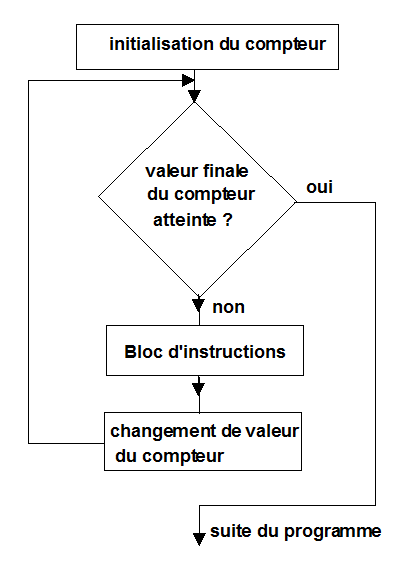 initialisation du compteur
valeur finale
du compteur
atteinte ?
oui
non
Bloc d'instructions
changement de valeur
du compteur
suite du programme